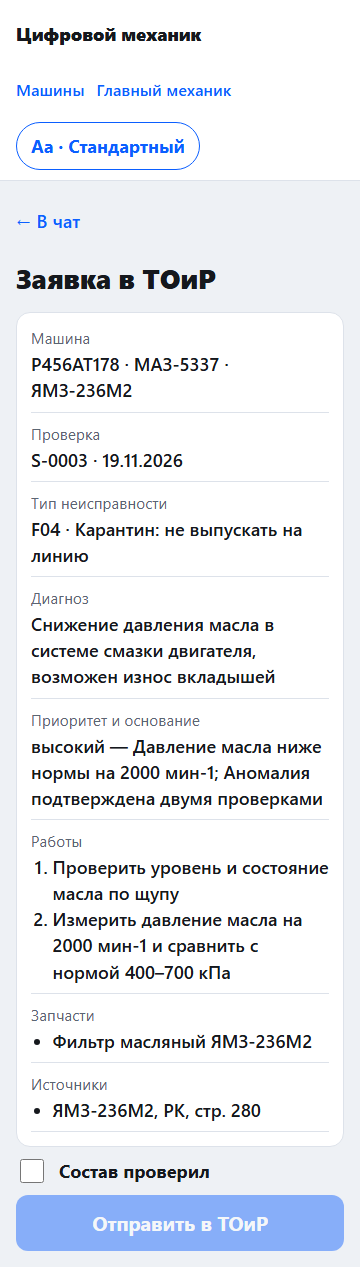 Цифровой механик
Машины Главный механик
Aa · Стандартный
← В чат
Заявка в ТОиР
Машина
Р456АТ178 · МАЗ-5337 ·
ЯМЗ-236М2
Проверка
S-0003 · 19.11.2026
Тип неисправности
F04 · Карантин: не выпускать на
линию
Диагноз
Снижение давления масла в
системе смазки двигателя,
возможен износ вкладышей
Приоритет и основание
высокий — Давление масла ниже
нормы на 2000 мин-1; Аномалия
подтверждена двумя проверками
Работы
1. Проверить уровень и состояние
масла по щупу
2. Измерить давление масла на
2000 мин-1 и сравнить с
нормой 400–700 кПа
Запчасти
• Фильтр масляный ЯМЗ-236М2
Источники
• ЯМЗ-236М2, РК, стр. 280
Состав проверил
Отправить в ТОиР